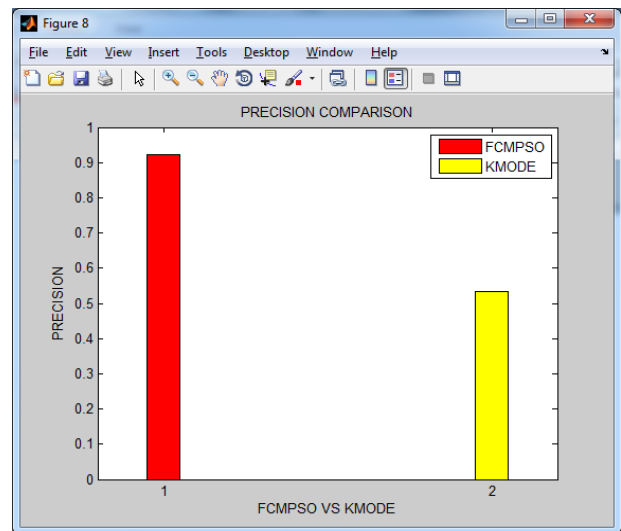 Figure 8
File Edit View Insert Tools Desktop Window Help
PRECISION COMPARISON
1
0.9
0.8
0.7
0.6
0.5
0.4
0.3
0.2
0.1
0
PRECISION
FCMPSO
KMODE
1 2
FCMPSO VS KMODE